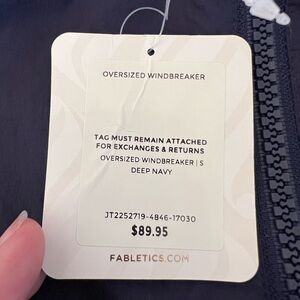 OVERSIZED WINDBREAKER
TAG MUST REMAIN ATTACHED
FOR EXCHANGES & RETURNS
OVERSIZED WINDBREAKER | S
DEEP NAVY
JT2252719-4846-17030
$89.95
FABLETICS.COM